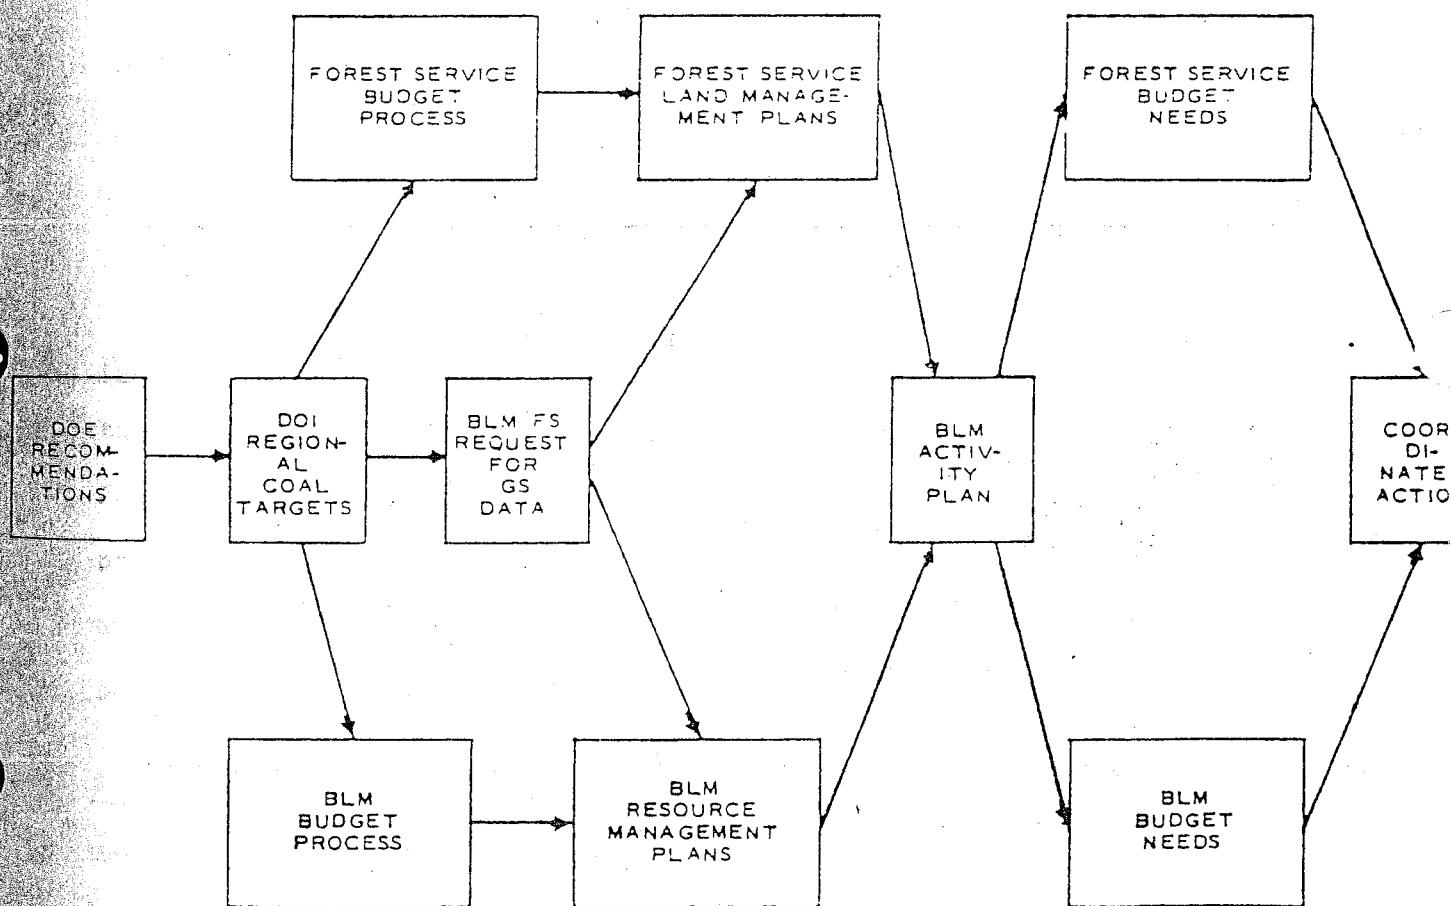 FOREST SERVICE
BUDGET
PROCESS
FOREST SERVICE
LAND MANAGE-
MENT PLANS
FOREST SERVICE
BUDGET
NEEDS
DOE
RECOM-
MENDA-
TIONS
DOI
REGION-
AL
COAL
TARGETS
BLM FS
REQUEST
FOR
GS
DATA
BLM
ACTIV-
ITY
PLAN
COOR
DI-
NATE
ACTIO
BLM
BUDGET
PROCESS
BLM
RESOURCE
MANAGEMENT
PLANS
BLM
BUDGET
NEEDS